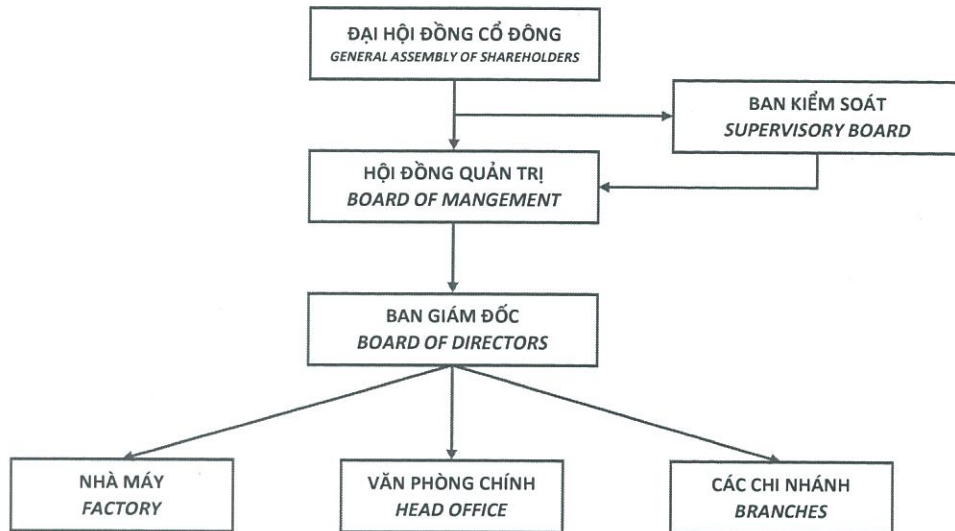 ĐẠI HỘI ĐỒNG CỔ ĐÔNG
GENERAL ASSEMBLY OF SHAREHOLDERS
BAN KIỂM SOÁT
SUPERVISORY BOARD
HỘI ĐỒNG QUẢN TRỊ
BOARD OF MANGEMENT
BAN GIÁM ĐỐC
BOARD OF DIRECTORS
NHÀ MÁY
FACTORY
VĂN PHÒNG CHÍNH
HEAD OFFICE
CÁC CHI NHÁNH
BRANCHES